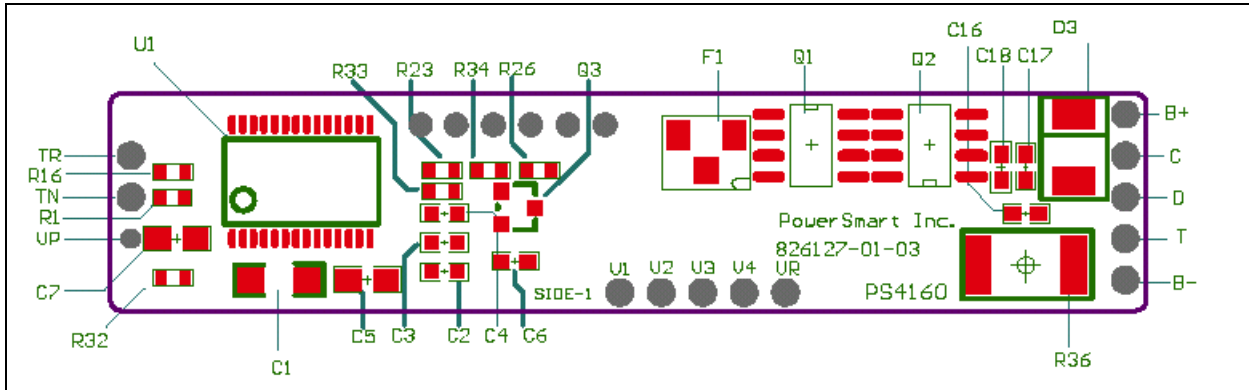 C16
D3
U1
F1
Q1
Q2
C18
C17
R33
R23
R34
R26
Q3
B+
TR
C
R16
TN
D
R1
PowerSmart Inc.
VP
T
826127-01-03
V1
V2
V3
V4
VR
B-
C7
SIDE-1
PS4160
R32
C5
C3
C2
C4
C6
C1
R36